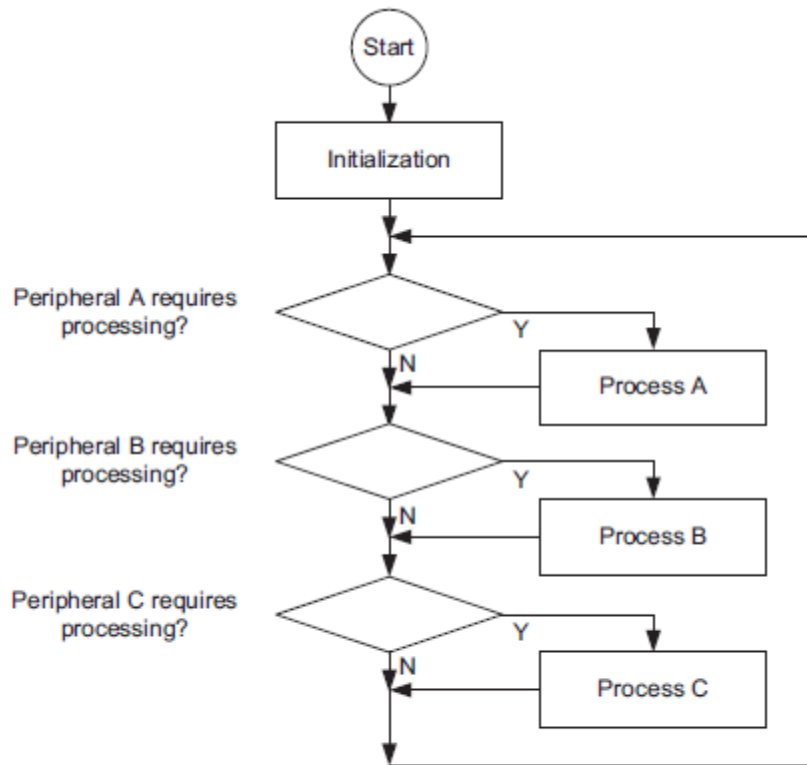 Start
Initialization
Peripheral A requires
processing?
Y
N
Process A
Peripheral B requires
processing?
Y
N
Process B
Peripheral C requires
processing?
Y
N
Process C